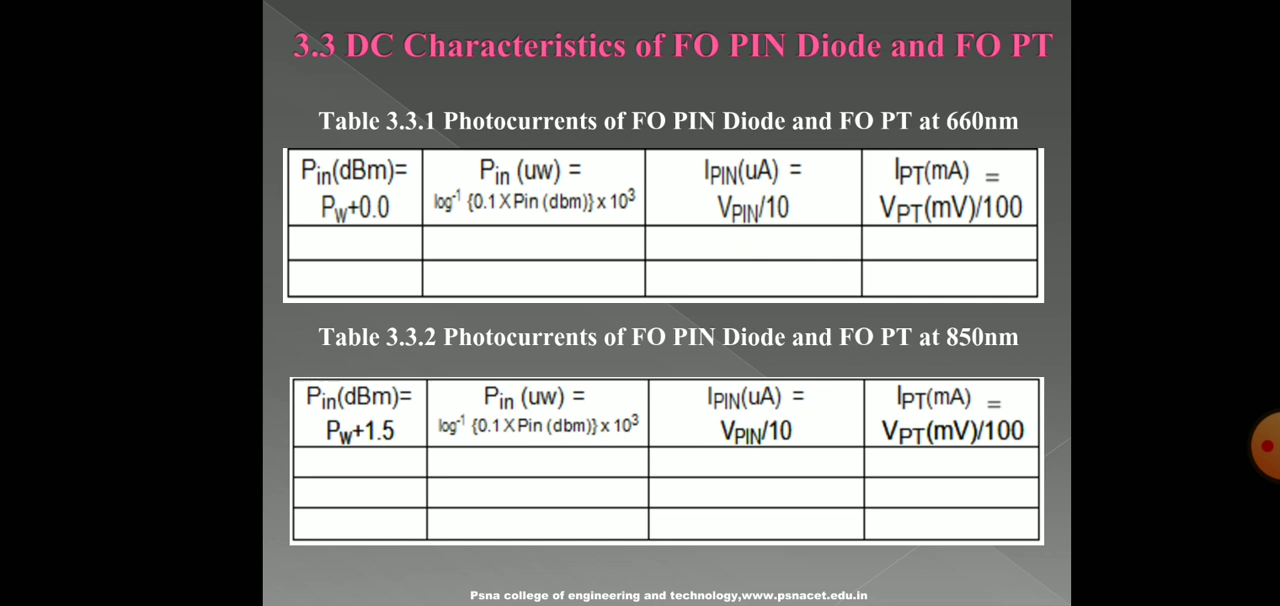 3.3 DC Characteristics of FO PIN Diode and FO PT
Table 3.3.1 Photocurrents of FO PIN Diode and FO PT at 660nm
Pin(dBm)= Pin (uw) = IPIN(uA) = IPT(mA) =
Pw+0.0 log⁻¹ {0.1 X Pin (dbm)} x 10³ VPIN/10 VPT(mV)/100
Table 3.3.2 Photocurrents of FO PIN Diode and FO PT at 850nm
Pin(dBm)= Pin (uw) = IPIN(uA) = IPT(mA) =
Pw+1.5 log⁻¹ {0.1 X Pin (dbm)} x 10³ VPIN/10 VPT(mV)/100
Psna college of engineering and technology,www.psnacet.edu.in